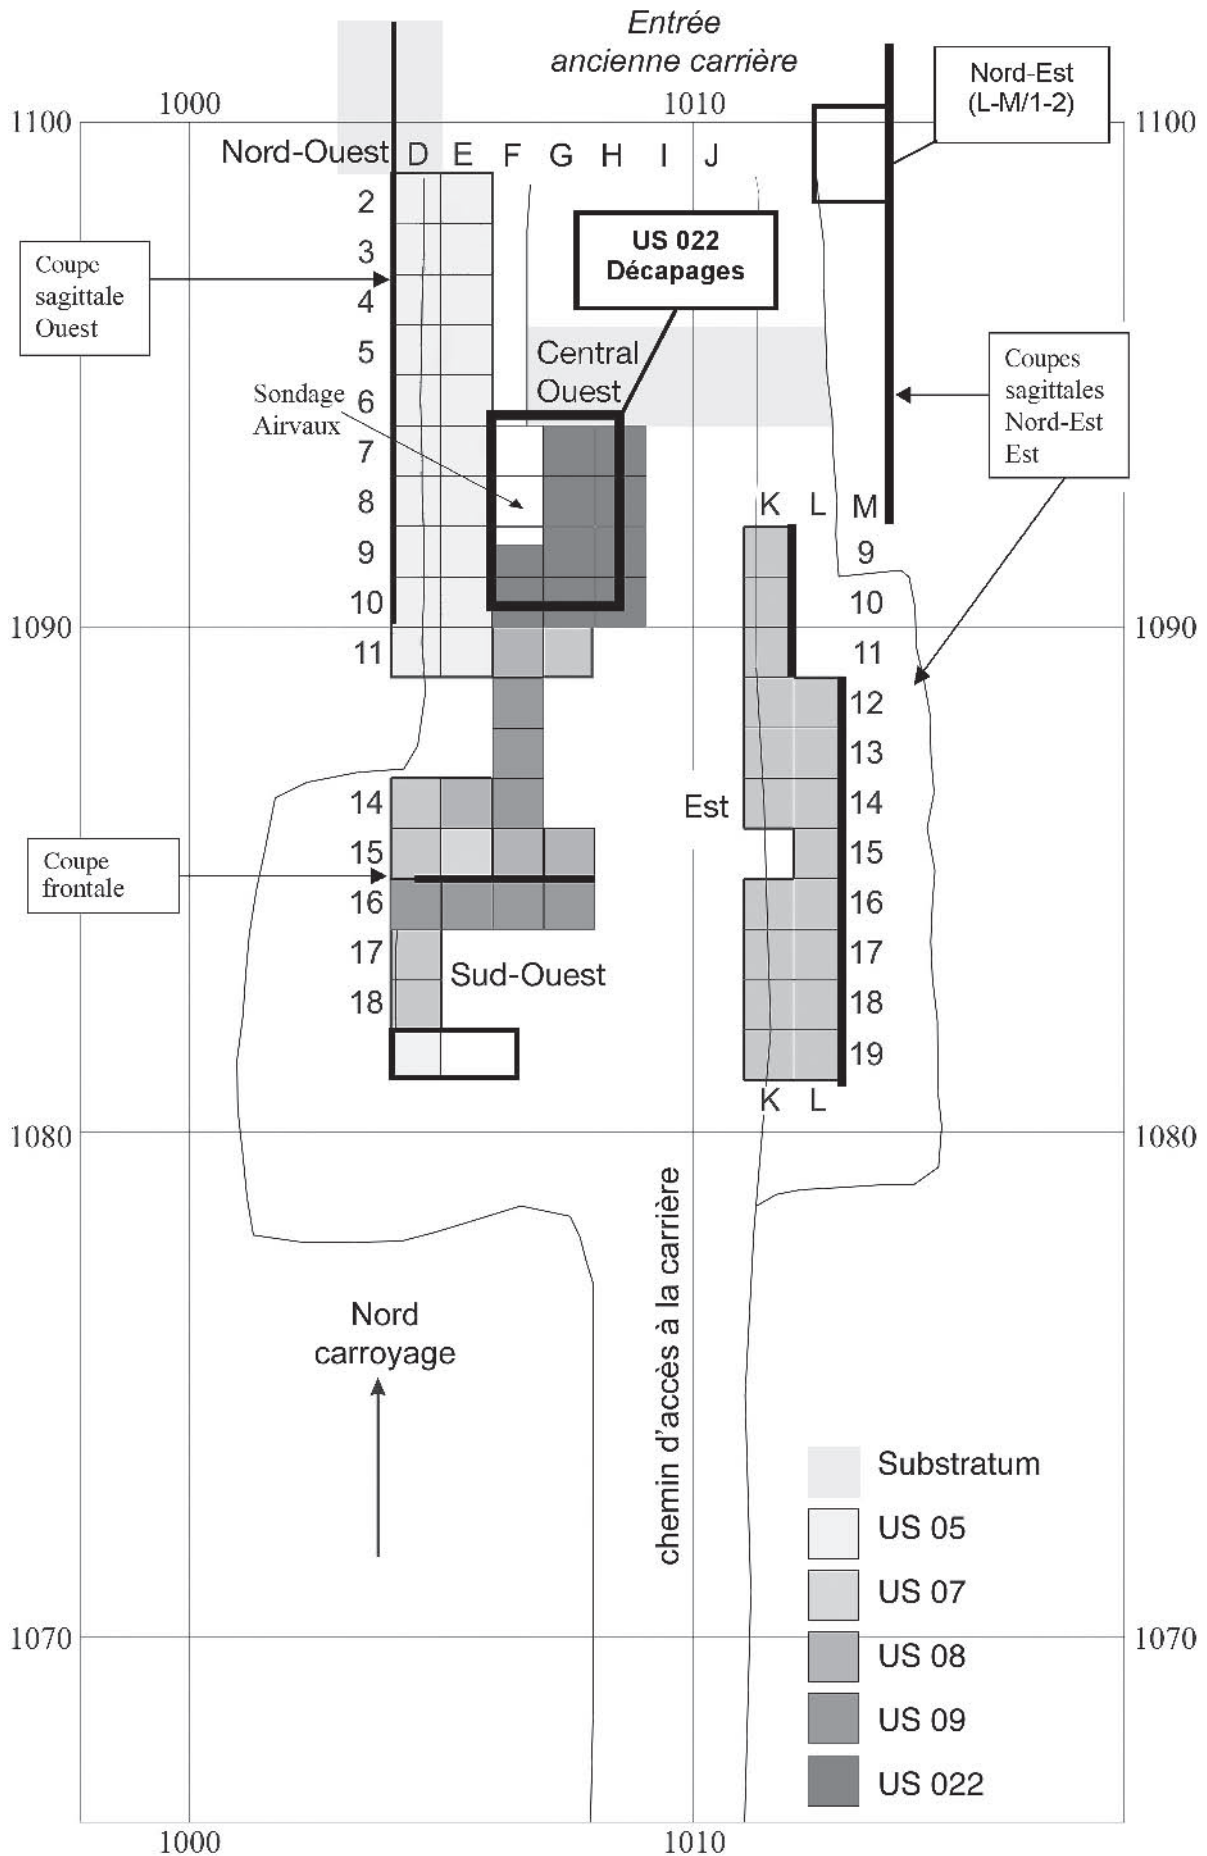 Entrée
ancienne carrière
1000
1010
Nord-Est
(L-M/1-2)
1100
1100
Nord-Ouest
D E F G H I J
2
3
4
5
6
7
8
9
10
11
US 022
Décapages
Coupe
sagittale
Ouest
Central
Ouest
Sondage
Airvaux
Coupes
sagittales
Nord-Est
Est
K L M
9
10
11
12
13
14
15
16
17
18
19
1090
1090
14
15
16
17
18
Est
Coupe
frontale
Sud-Ouest
K L
1080
1080
chemin d'accès à la carrière
Nord
carroyage
Substratum
US 05
US 07
US 08
US 09
US 022
1070
1070
1000
1010